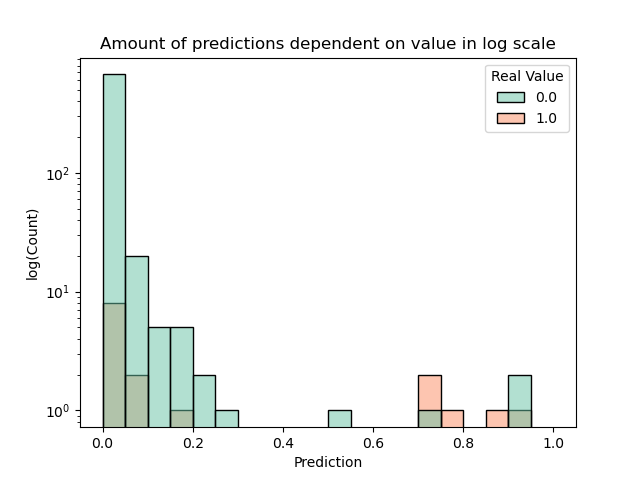 Amount of predictions dependent on value in log scale
Real Value
0.0
1.0
log(Count)
10²
10¹
10⁰
0.0 0.2 0.4 0.6 0.8 1.0
Prediction